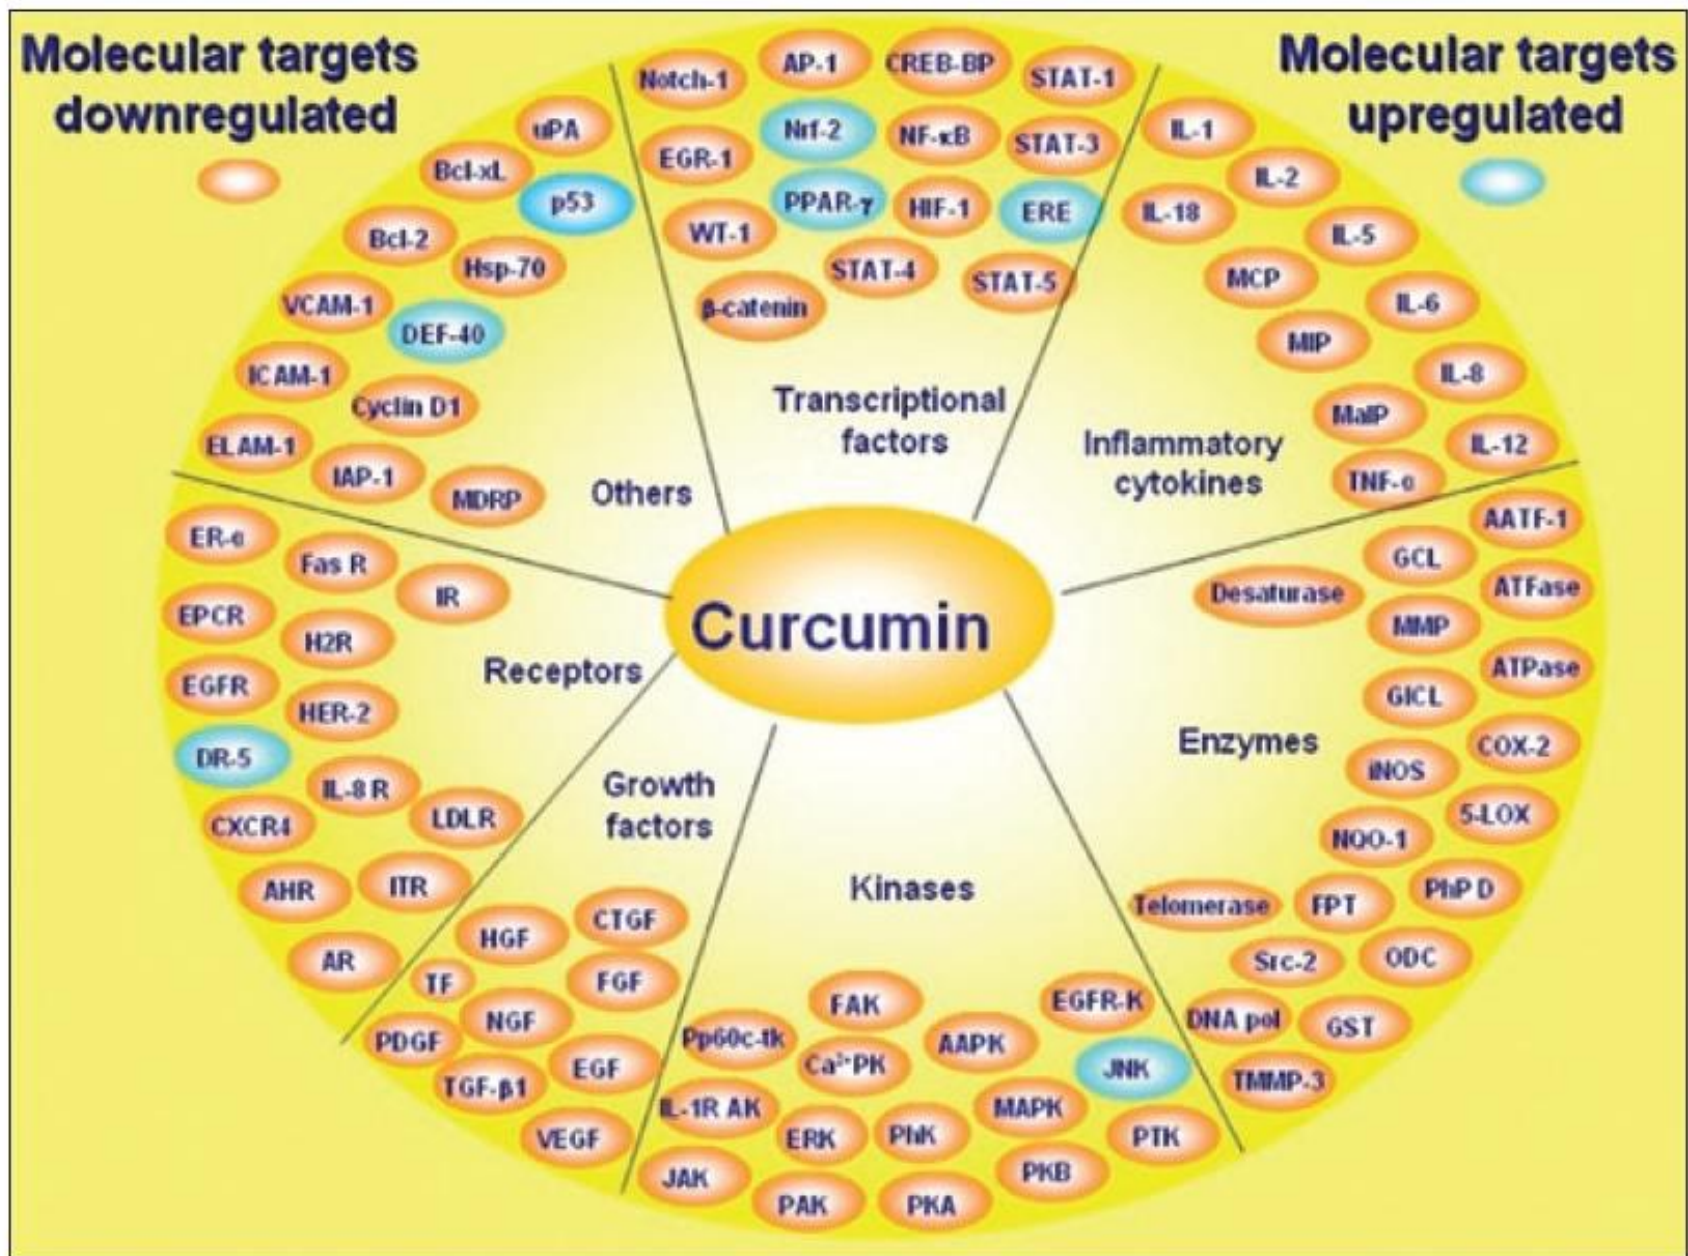 Molecular targets
downregulated
Molecular targets
upregulated
Notch-1
AP-1
CREB-BP
STAT-1
EGR-1
Nrf-2
NF-κB
STAT-3
WT-1
PPAR-γ
HIF-1
ERE
STAT-4
STAT-5
β-catenin
Transcriptional
factors
IL-1
IL-2
IL-18
IL-5
MCP
IL-6
MIP
IL-8
MaIP
IL-12
TNF-α
Inflammatory
cytokines
AATF-1
GCL
Desaturase
ATFase
MMP
ATPase
GICL
COX-2
iNOS
5-LOX
NQO-1
PhP D
Telomerase
FPT
Src-2
ODC
DNA pol
GST
TMMP-3
Enzymes
Kinases
FAK
EGFR-K
Pp60c-tk
Ca²⁺PK
AAPK
JNK
IL-1R AK
ERK
PhK
MAPK
PTK
JAK
PAK
PKA
PKB
Growth
factors
CTGF
HGF
TF
FGF
NGF
PDGF
EGF
TGF-β1
VEGF
Receptors
ER-α
Fas R
IR
EPCR
H2R
EGFR
HER-2
DR-5
IL-8 R
CXCR4
LDLR
AHR
ITR
AR
Others
uPA
Bcl-xL
p53
Bcl-2
Hsp-70
VCAM-1
DEF-40
ICAM-1
Cyclin D1
ELAM-1
IAP-1
MDRP
Curcumin